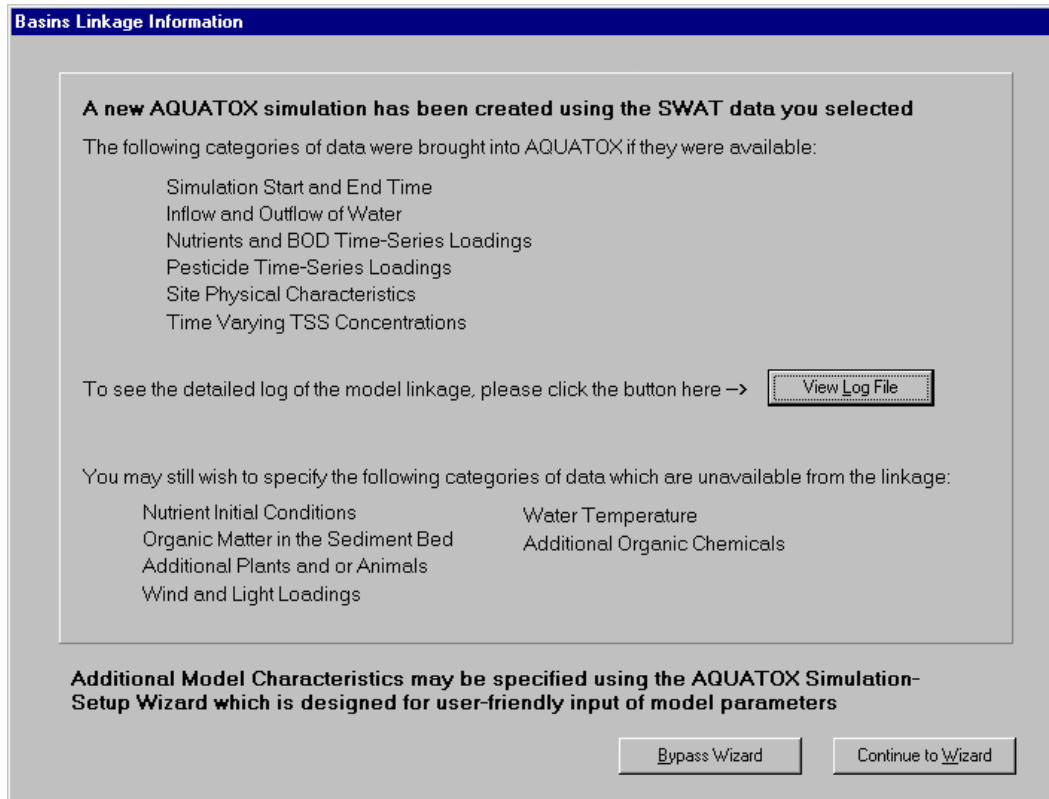 Basins Linkage Information
A new AQUATOX simulation has been created using the SWAT data you selected
The following categories of data were brought into AQUATOX if they were available:
Simulation Start and End Time
Inflow and Outflow of Water
Nutrients and BOD Time-Series Loadings
Pesticide Time-Series Loadings
Site Physical Characteristics
Time Varying TSS Concentrations
To see the detailed log of the model linkage, please click the button here -->
View Log File
You may still wish to specify the following categories of data which are unavailable from the linkage:
Nutrient Initial Conditions
Organic Matter in the Sediment Bed
Additional Plants and or Animals
Wind and Light Loadings
Water Temperature
Additional Organic Chemicals
Additional Model Characteristics may be specified using the AQUATOX Simulation-
Setup Wizard which is designed for user-friendly input of model parameters
Bypass Wizard
Continue to Wizard